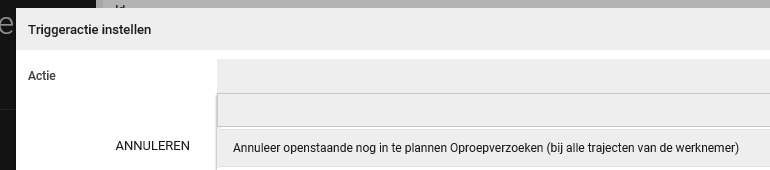 Triggeractie instellen
Actie
ANNULEREN
Annuleer openstaande nog in te plannen Oproepverzoeken (bij alle trajecten van de werknemer)